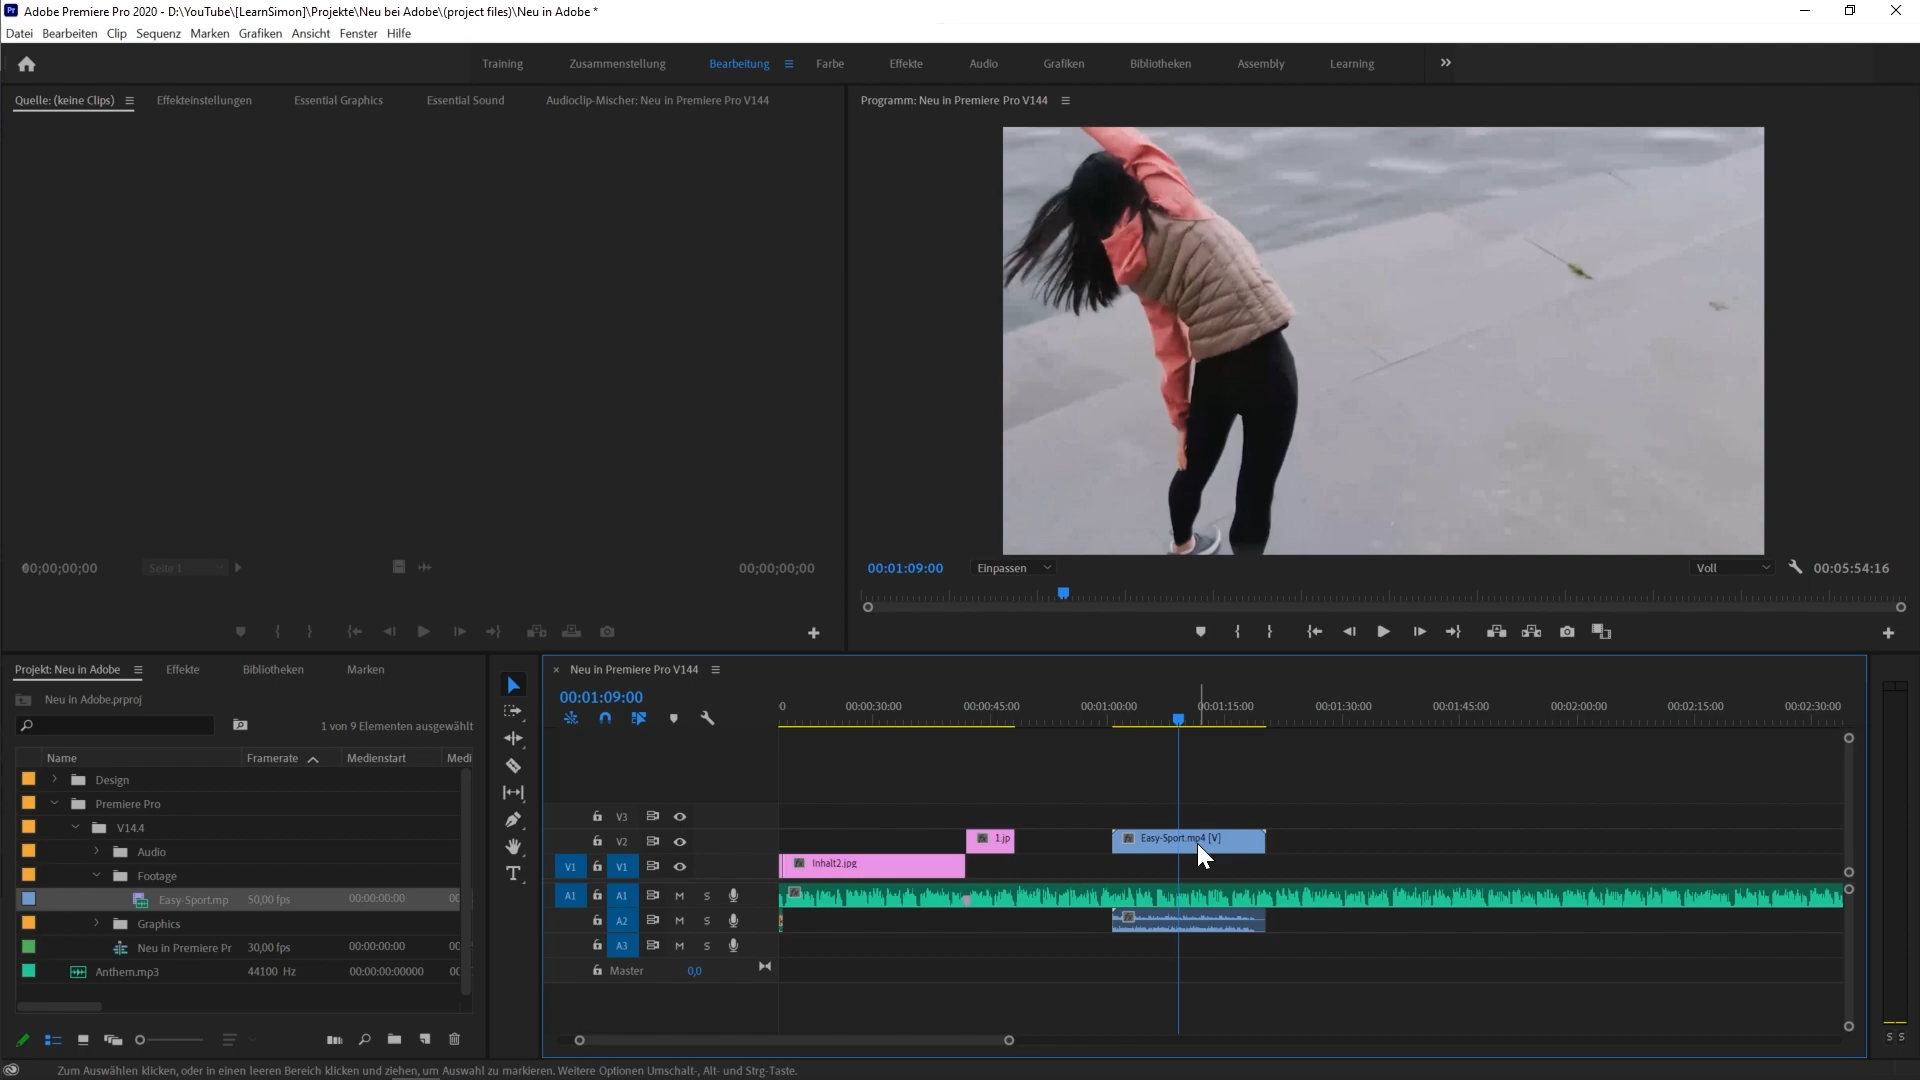 Adobe Premiere Pro 2020 - D:\YouTube\[LearnSimon]\Projekte\Neu bei Adobe\(project files)\Neu in Adobe *
Datei Bearbeiten Clip Sequenz Marken Grafiken Ansicht Fenster Hilfe
Training Zusammenstellung Bearbeitung Farbe Effekte Audio Grafiken Bibliotheken Assembly Learning
Quelle: (keine Clips) Effekteinstellungen Essential Graphics Essential Sound Audioclip-Mischer: Neu in Premiere Pro V144
Programm: Neu in Premiere Pro V144
00;00;00;00 Seite 1 00;00;00;00
00:01:09:00 Einpassen Voll 00:05:54:16
Projekt: Neu in Adobe Effekte Bibliotheken Marken
Neu in Adobe.prproj
1 von 9 Elementen ausgewählt
Name Framerate Medienstart Medi
Design
Premiere Pro
V14.4
Audio
Footage
Easy-Sport.mp 50,00 fps 00:00:00:00 00
Graphics
Neu in Premiere Pr 30,00 fps 00:00:00:00 00
Anthem.mp3 44100 Hz 00:00:00:00000 00
Neu in Premiere Pro V144
00:01:09:00
0 00:00:30:00 00:00:45:00 00:01:00:00 00:01:15:00 00:01:30:00 00:01:45:00 00:02:00:00 00:02:15:00 00:02:30:00
V3
V2 1.jp Easy-Sport.mp4 [V]
V1 V1 Inhalt2.jpg
A1 A1 M S
A2 M S
A3 M S
Master 0,0
S S
Zum Auswählen klicken, oder in einen leeren Bereich klicken und ziehen, um Auswahl zu markieren. Weitere Optionen Umschalt-, Alt- und Strg-Taste.